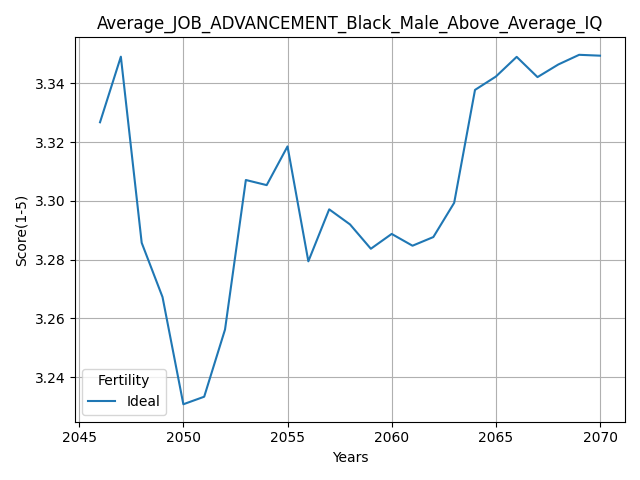 Average_JOB_ADVANCEMENT_Black_Male_Above_Average_IQ
Score(1-5)
3.34
3.32
3.30
3.28
3.26
3.24
Fertility
Ideal
2045 2050 2055 2060 2065 2070
Years